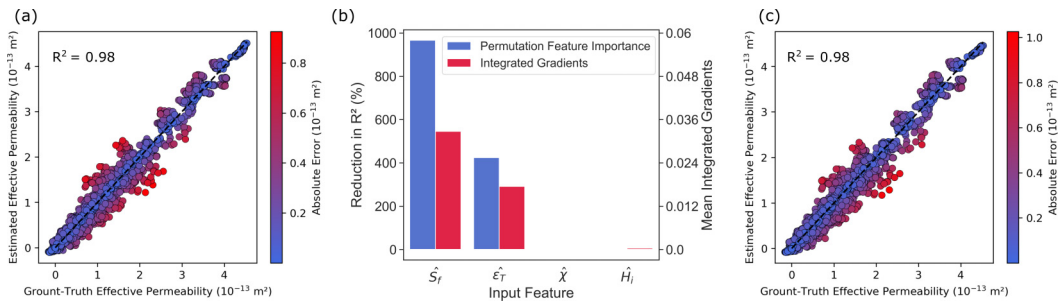 (a)
R² = 0.98
Estimated Effective Permeability (10⁻¹³ m²)
4
3
2
1
0
0 1 2 3 4
Grount-Truth Effective Permeability (10⁻¹³ m²)
0.8
0.6
0.4
0.2
Absolute Error (10⁻¹³ m²)
(b)
Permutation Feature Importance
Integrated Gradients
Reduction in R² (%)
1000
800
600
400
200
0
0.06
0.048
0.036
0.024
0.012
0.0
Mean Integrated Gradients
Ŝ_f ε̂_T χ̂ Ĥ_i
Input Feature
(c)
R² = 0.98
Estimated Effective Permeability (10⁻¹³ m²)
4
3
2
1
0
0 1 2 3 4
Grount-Truth Effective Permeability (10⁻¹³ m²)
1.0
0.8
0.6
0.4
0.2
Absolute Error (10⁻¹³ m²)